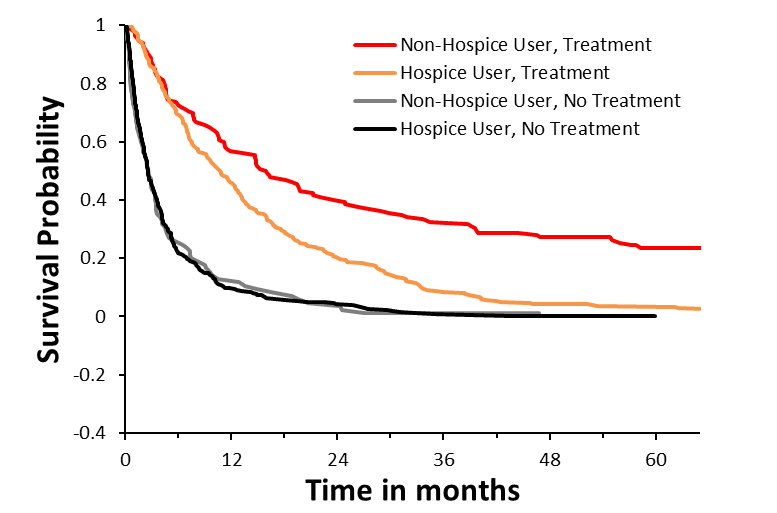 Non-Hospice User, Treatment
Hospice User, Treatment
Non-Hospice User, No Treatment
Hospice User, No Treatment
Survival Probability
1
0.8
0.6
0.4
0.2
0
-0.2
-0.4
0 12 24 36 48 60
Time in months